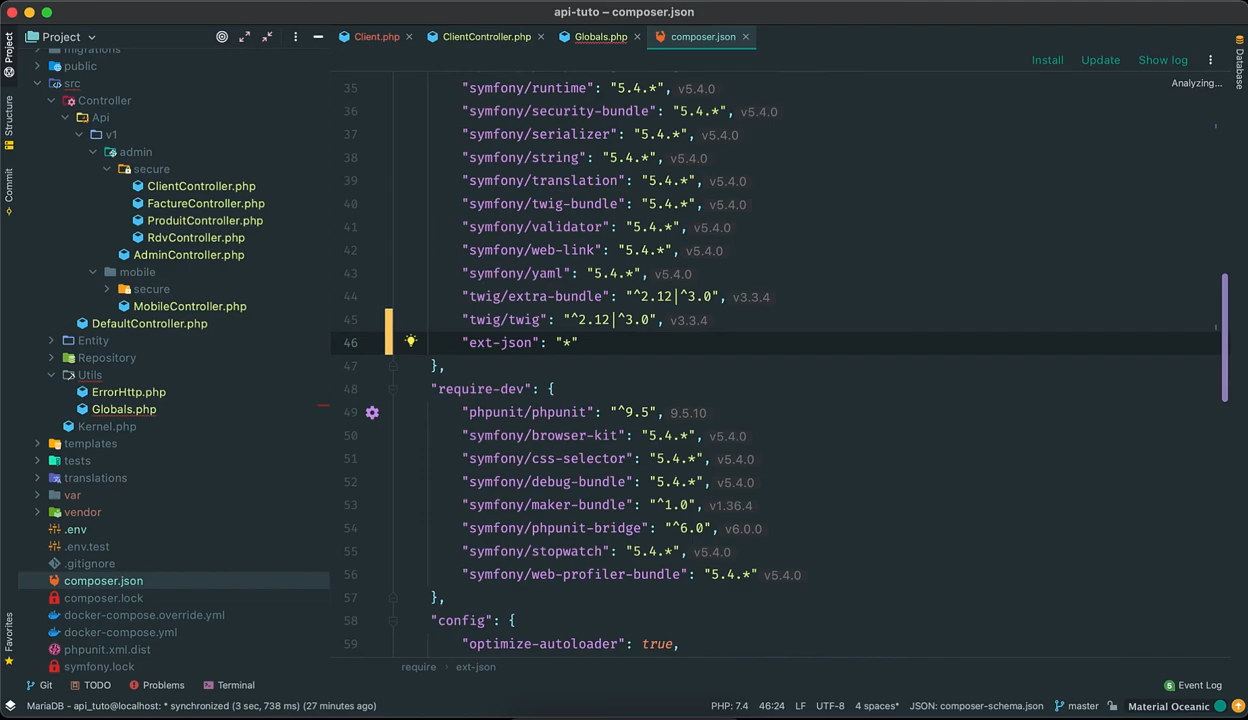 api-tuto – composer.json
Project
Client.php
ClientController.php
Globals.php
composer.json
Install
Update
Show log
Analyzing...
Project
Structure
Commit
Favorites
Database
migrations
public
src
Controller
Api
v1
admin
secure
ClientController.php
FactureController.php
ProduitController.php
RdvController.php
AdminController.php
mobile
secure
MobileController.php
DefaultController.php
Entity
Repository
Utils
ErrorHttp.php
Globals.php
Kernel.php
templates
tests
translations
var
vendor
.env
.env.test
.gitignore
composer.json
composer.lock
docker-compose.override.yml
docker-compose.yml
phpunit.xml.dist
symfony.lock
35 "symfony/runtime": "5.4.*", v5.4.0
36 "symfony/security-bundle": "5.4.*", v5.4.0
37 "symfony/serializer": "5.4.*", v5.4.0
38 "symfony/string": "5.4.*", v5.4.0
39 "symfony/translation": "5.4.*", v5.4.0
40 "symfony/twig-bundle": "5.4.*", v5.4.0
41 "symfony/validator": "5.4.*", v5.4.0
42 "symfony/web-link": "5.4.*", v5.4.0
43 "symfony/yaml": "5.4.*", v5.4.0
44 "twig/extra-bundle": "^2.12|^3.0", v3.3.4
45 "twig/twig": "^2.12|^3.0", v3.3.4
46 "ext-json": "*"
47 },
48 "require-dev": {
49 "phpunit/phpunit": "^9.5", 9.5.10
50 "symfony/browser-kit": "5.4.*", v5.4.0
51 "symfony/css-selector": "5.4.*", v5.4.0
52 "symfony/debug-bundle": "5.4.*", v5.4.0
53 "symfony/maker-bundle": "^1.0", v1.36.4
54 "symfony/phpunit-bridge": "^6.0", v6.0.0
55 "symfony/stopwatch": "5.4.*", v5.4.0
56 "symfony/web-profiler-bundle": "5.4.*" v5.4.0
57 },
58 "config": {
59 "optimize-autoloader": true,
require › ext-json
Git
TODO
Problems
Terminal
5 Event Log
MariaDB - api_tuto@localhost: * synchronized (3 sec, 738 ms) (27 minutes ago)
PHP: 7.4 46:24 LF UTF-8 4 spaces* JSON: composer-schema.json master Material Oceanic